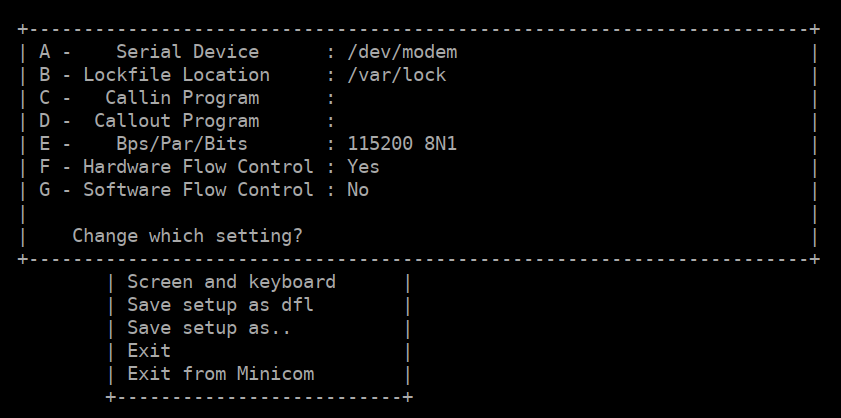 +-----------------------------------------------------------------------+
| A -    Serial Device      : /dev/modem                                |
| B - Lockfile Location     : /var/lock                                 |
| C -   Callin Program      :                                           |
| D -  Callout Program      :                                           |
| E -    Bps/Par/Bits       : 115200 8N1                                |
| F - Hardware Flow Control : Yes                                       |
| G - Software Flow Control : No                                        |
|                                                                       |
|    Change which setting?                                              |
+-----------------------------------------------------------------------+
        | Screen and keyboard      |
        | Save setup as dfl        |
        | Save setup as..          |
        | Exit                     |
        | Exit from Minicom        |
        +--------------------------+